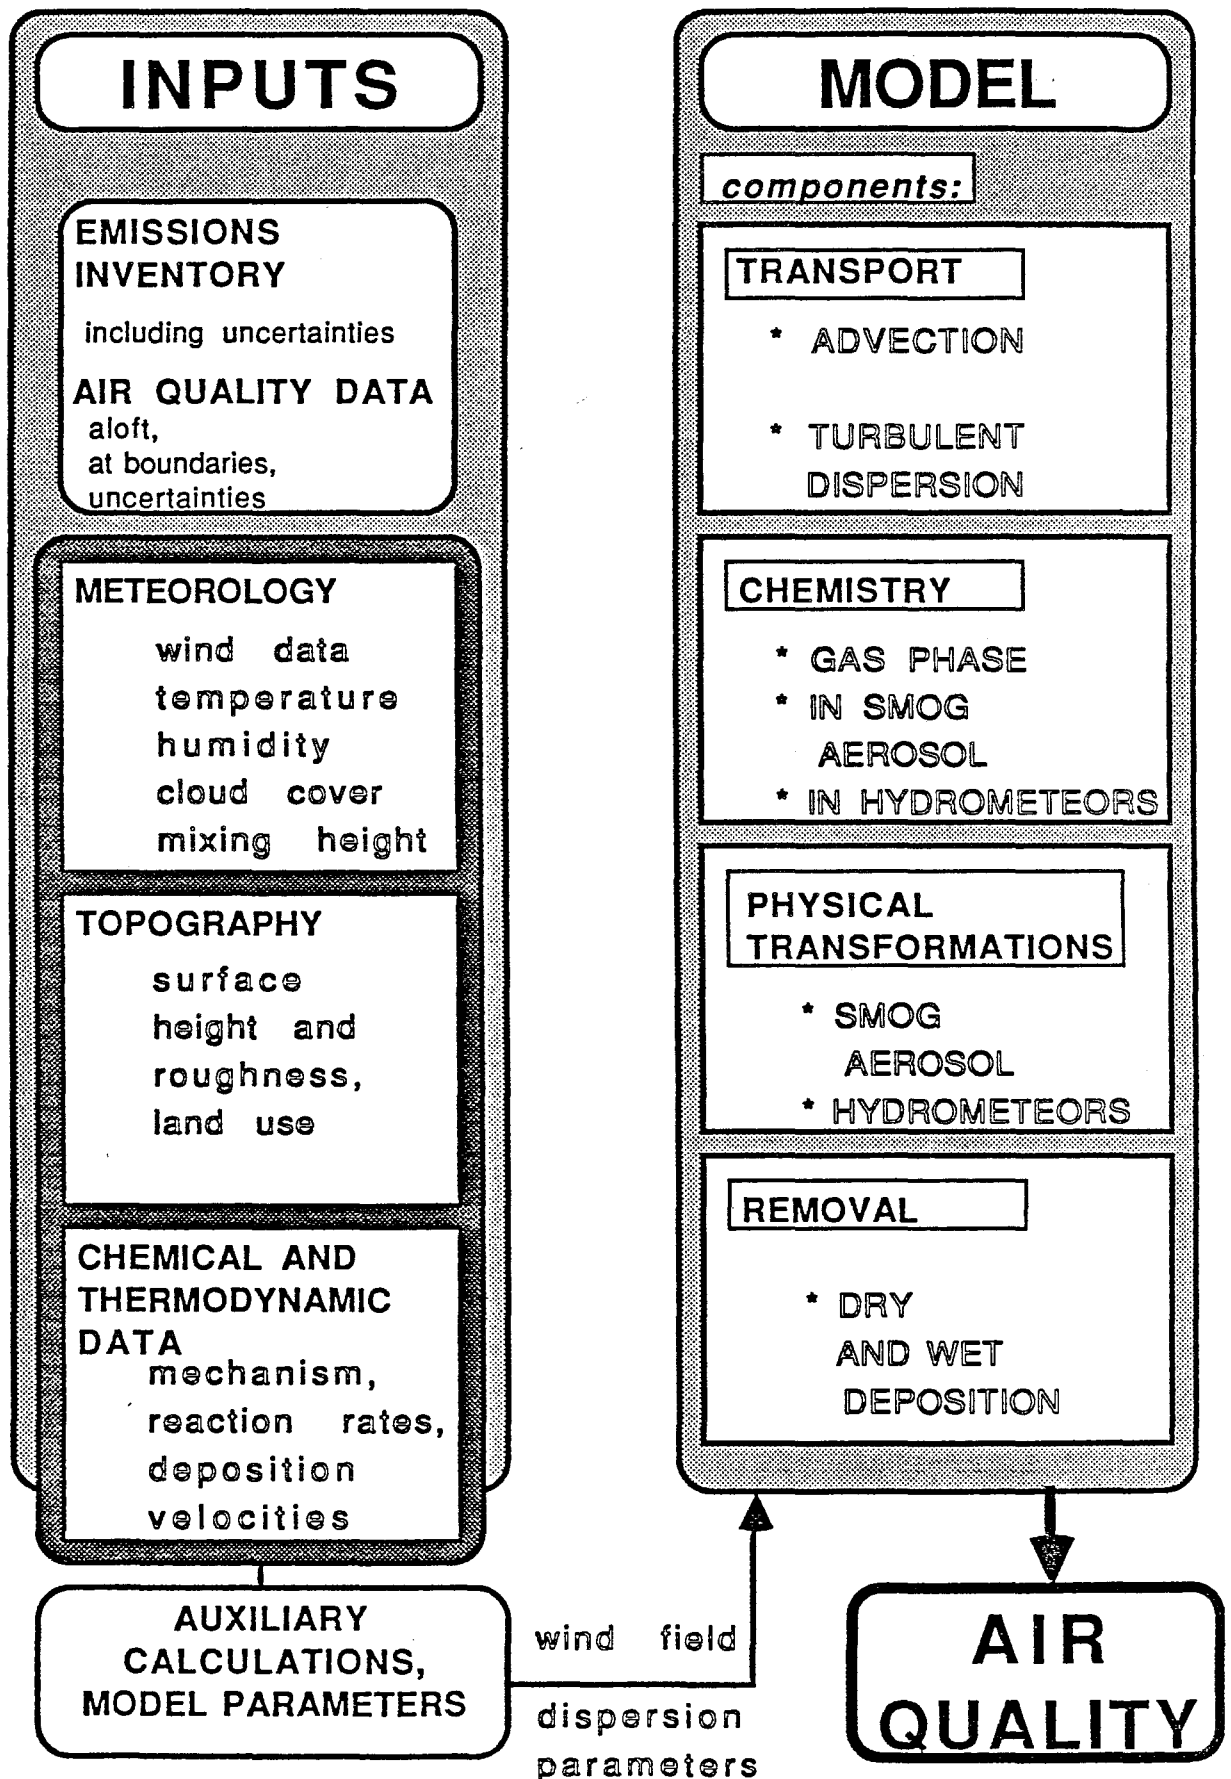 INPUTS
EMISSIONS
INVENTORY
including uncertainties
AIR QUALITY DATA
aloft,
at boundaries,
uncertainties
METEOROLOGY
wind data
temperature
humidity
cloud cover
mixing height
TOPOGRAPHY
surface
height and
roughness,
land use
CHEMICAL AND
THERMODYNAMIC
DATA
mechanism,
reaction rates,
deposition
velocities
AUXILIARY
CALCULATIONS,
MODEL PARAMETERS
wind field
dispersion
parameters
MODEL
components:
TRANSPORT
* ADVECTION
* TURBULENT
DISPERSION
CHEMISTRY
* GAS PHASE
* IN SMOG
AEROSOL
* IN HYDROMETEORS
PHYSICAL
TRANSFORMATIONS
* SMOG
AEROSOL
* HYDROMETEORS
REMOVAL
* DRY
AND WET
DEPOSITION
AIR
QUALITY